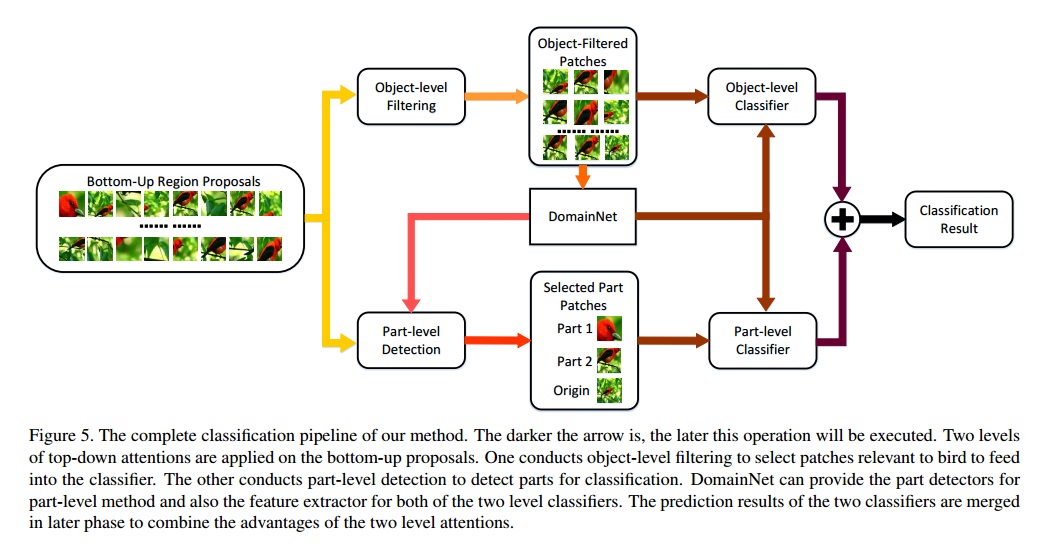 Bottom-Up Region Proposals
Object-level
Filtering
Object-Filtered
Patches
Object-level
Classifier
DomainNet
Classification
Result
Part-level
Detection
Selected Part
Patches
Part 1
Part 2
Origin
Part-level
Classifier
Figure 5. The complete classification pipeline of our method. The darker the arrow is, the later this operation will be executed. Two levels
of top-down attentions are applied on the bottom-up proposals. One conducts object-level filtering to select patches relevant to bird to feed
into the classifier. The other conducts part-level detection to detect parts for classification. DomainNet can provide the part detectors for
part-level method and also the feature extractor for both of the two level classifiers. The prediction results of the two classifiers are merged
in later phase to combine the advantages of the two level attentions.